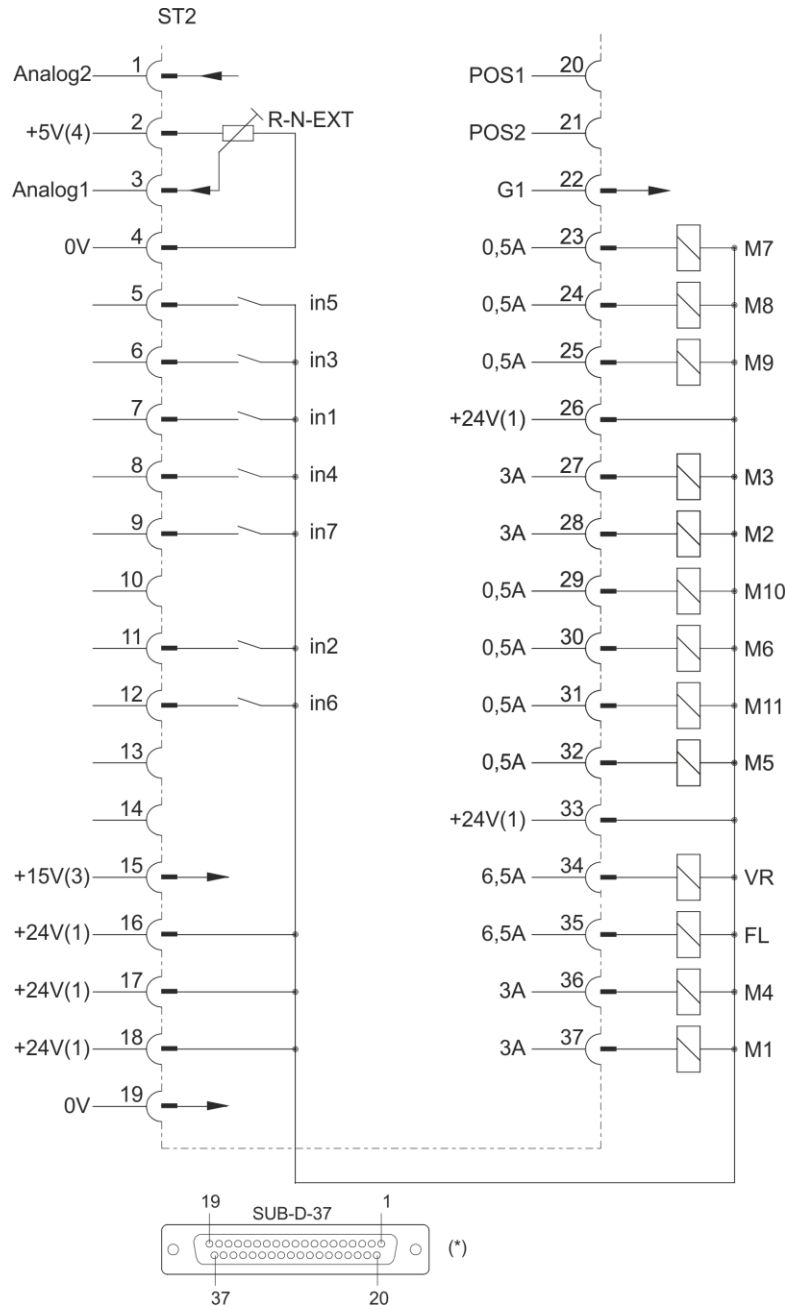 ST2
Analog2 1
+5V(4) 2 R-N-EXT
Analog1 3
0V 4
5 in5
6 in3
7 in1
8 in4
9 in7
10
11 in2
12 in6
13
14
+15V(3) 15
+24V(1) 16
+24V(1) 17
+24V(1) 18
0V 19
POS1 20
POS2 21
G1 22
0,5A 23 M7
0,5A 24 M8
0,5A 25 M9
+24V(1) 26
3A 27 M3
3A 28 M2
0,5A 29 M10
0,5A 30 M6
0,5A 31 M11
0,5A 32 M5
+24V(1) 33
6,5A 34 VR
6,5A 35 FL
3A 36 M4
3A 37 M1
19 SUB-D-37 1
(*)
37 20